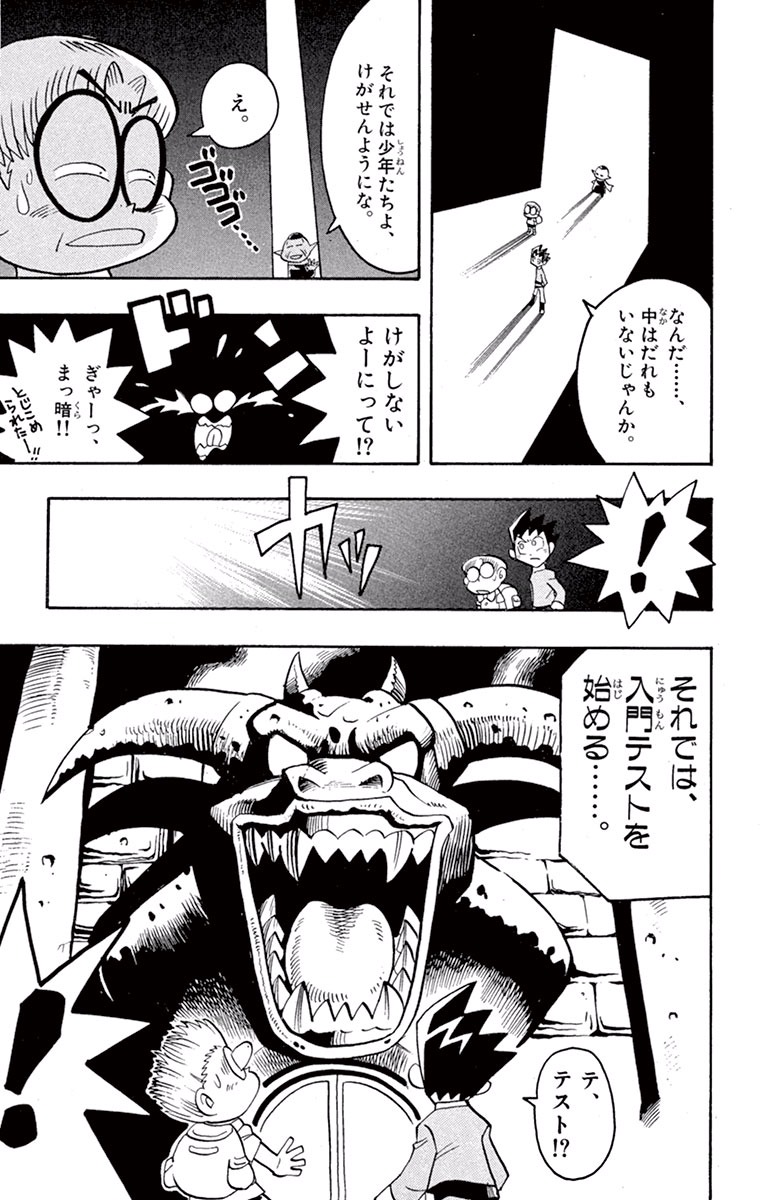 なんだ……、
中はだれも
いないじゃんか。
それでは少年たちよ、
けがせんようにな。
え。
ゴゴゴ……
けがしない
よーにって!?
ドン
ぎゃーっ、
まっ暗!!
とじこめ
られたー!!
!
カッ
それでは、
入門テストを
始める……。
テ、
テスト!?
!